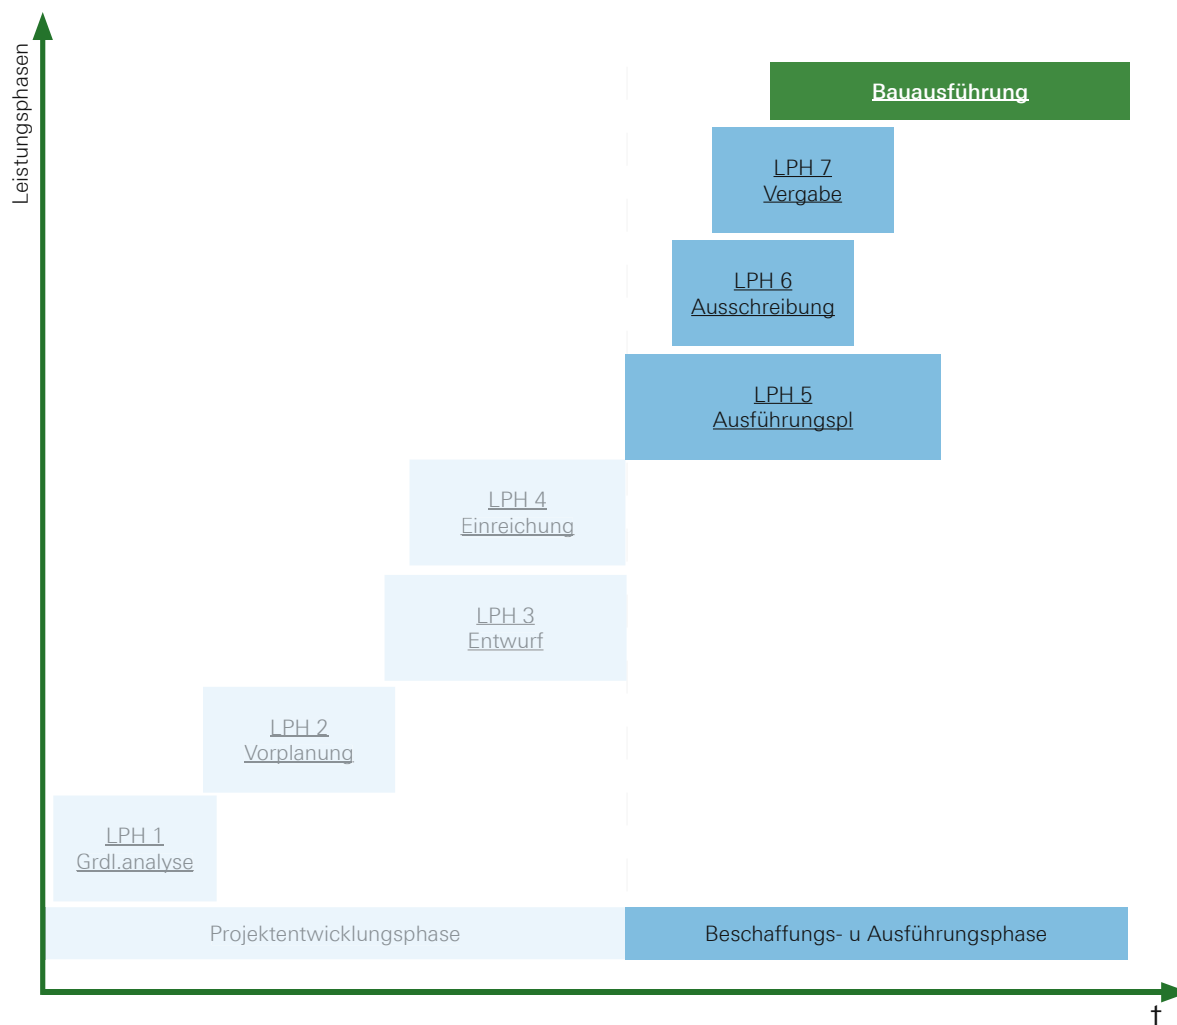 Leistungsphasen
Bauausführung
LPH 7
Vergabe
LPH 6
Ausschreibung
LPH 5
Ausführungspl
LPH 4
Einreichung
LPH 3
Entwurf
LPH 2
Vorplanung
LPH 1
Grdl.analyse
Projektentwicklungsphase
Beschaffungs- u Ausführungsphase
t